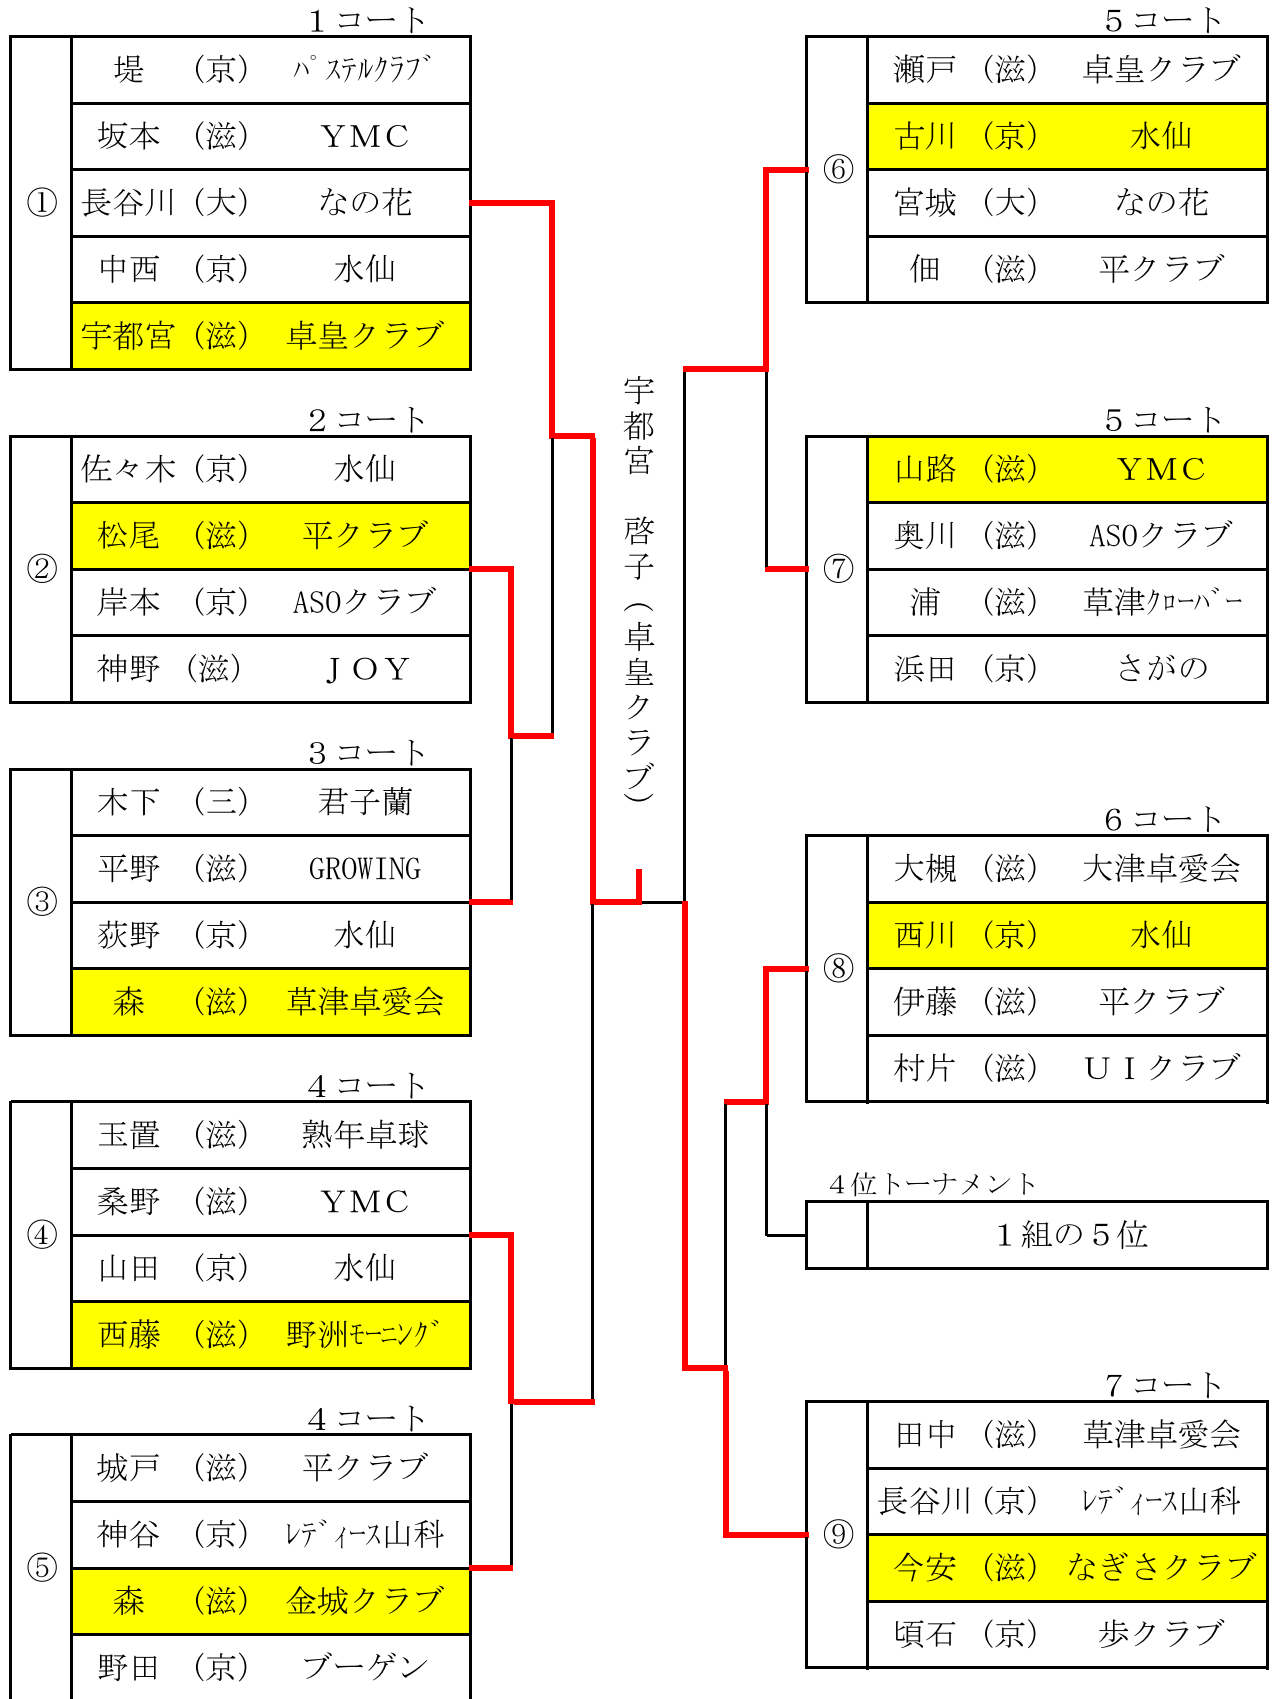 １コート
① 堤 （京） ﾊﾟｽﾃﾙｸﾗﾌﾞ
坂本 （滋） ＹＭＣ
長谷川（大） なの花
中西 （京） 水仙
宇都宮（滋） 卓皇クラブ
２コート
② 佐々木（京） 水仙
松尾 （滋） 平クラブ
岸本 （京） ASOクラブ
神野 （滋） ＪＯＹ
３コート
③ 木下 （三） 君子蘭
平野 （滋） GROWING
荻野 （京） 水仙
森 （滋） 草津卓愛会
４コート
④ 玉置 （滋） 熟年卓球
桑野 （滋） ＹＭＣ
山田 （京） 水仙
西藤 （滋） 野洲ﾓｰﾆﾝｸﾞ
４コート
⑤ 城戸 （滋） 平クラブ
神谷 （京） ﾚﾃﾞｨｰｽ山科
森 （滋） 金城クラブ
野田 （京） ブーゲン
宇都宮　啓子（卓皇クラブ）
５コート
⑥ 瀬戸 （滋） 卓皇クラブ
古川 （京） 水仙
宮城 （大） なの花
佃 （滋） 平クラブ
５コート
⑦ 山路 （滋） ＹＭＣ
奥川 （滋） ASOクラブ
浦 （滋） 草津ｸﾛｰﾊﾞｰ
浜田 （京） さがの
６コート
⑧ 大槻 （滋） 大津卓愛会
西川 （京） 水仙
伊藤 （滋） 平クラブ
村片 （滋） ＵＩクラブ
４位トーナメント
１組の５位
７コート
⑨ 田中 （滋） 草津卓愛会
長谷川（京） ﾚﾃﾞｨｰｽ山科
今安 （滋） なぎさクラブ
頃石 （京） 歩クラブ